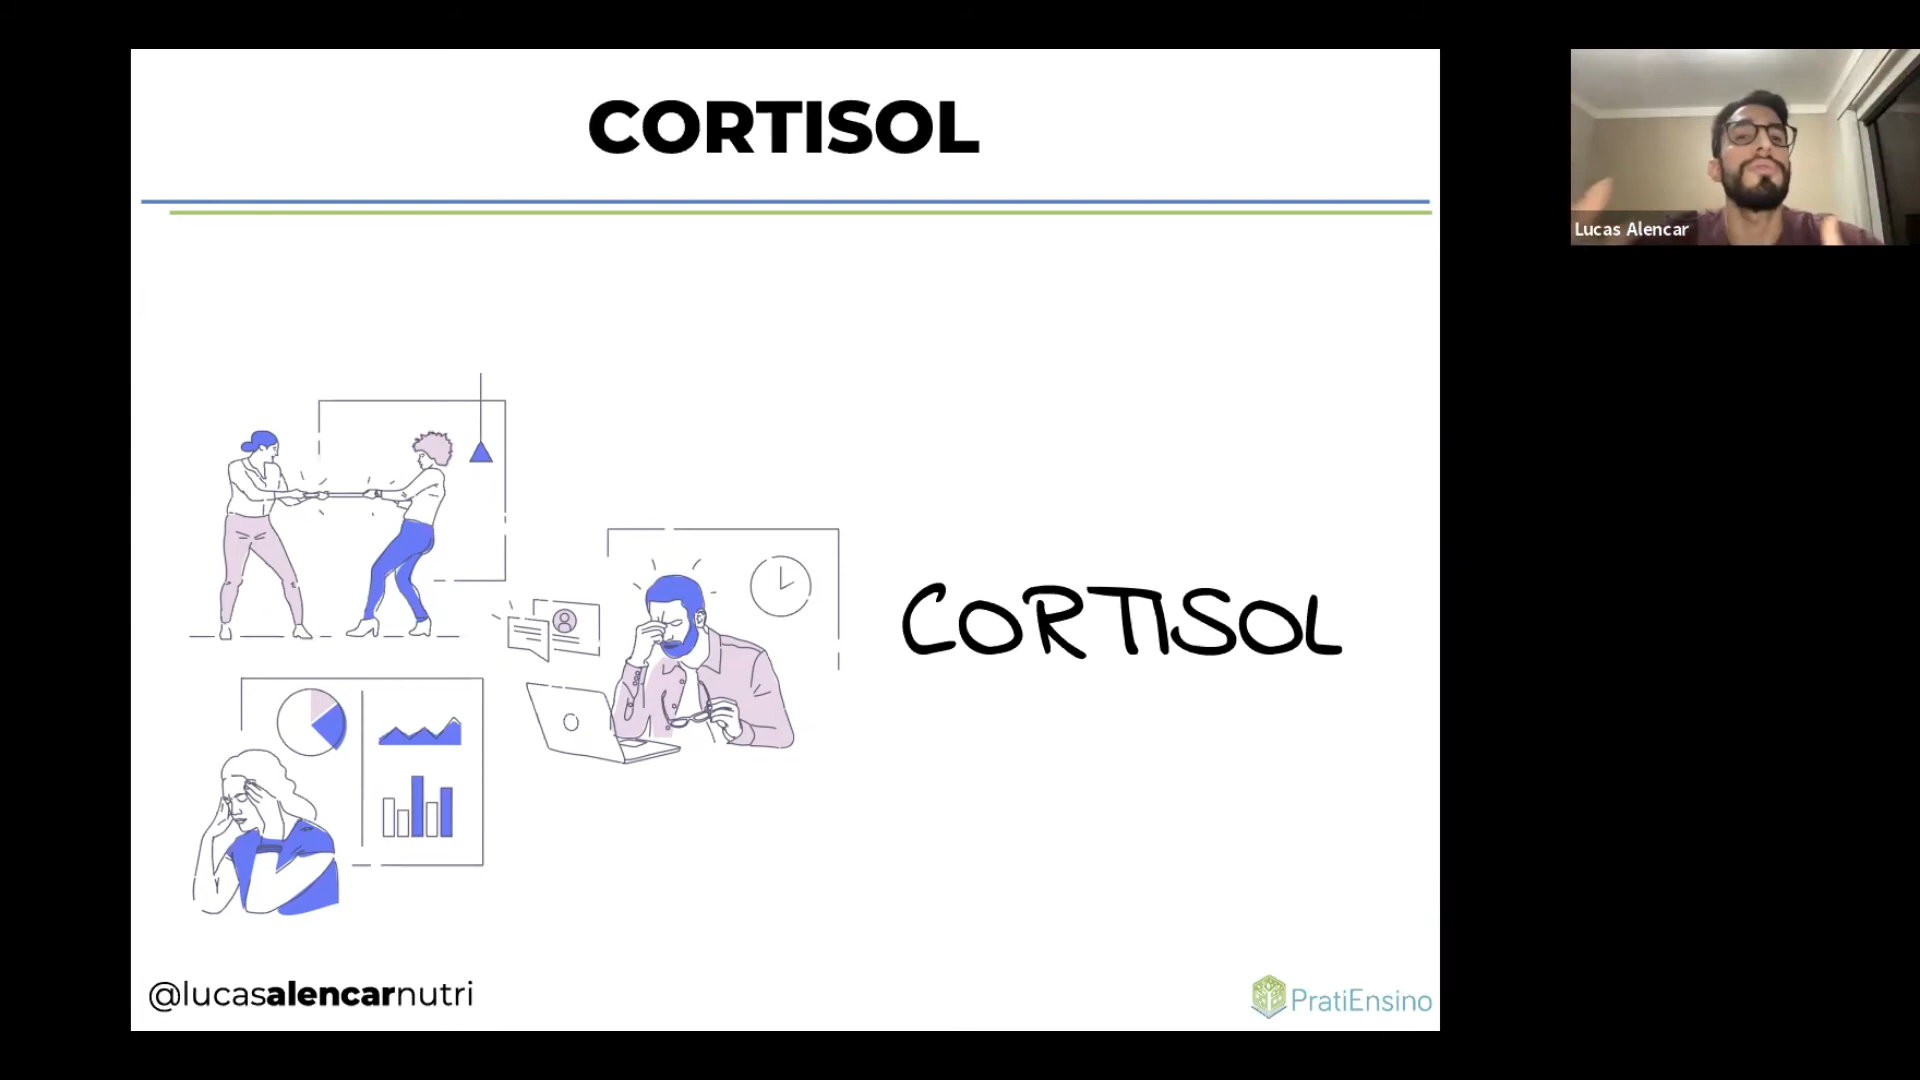 CORTISOL
Lucas Alencar
CORTISOL
@lucasalencarnutri
PratiEnsino